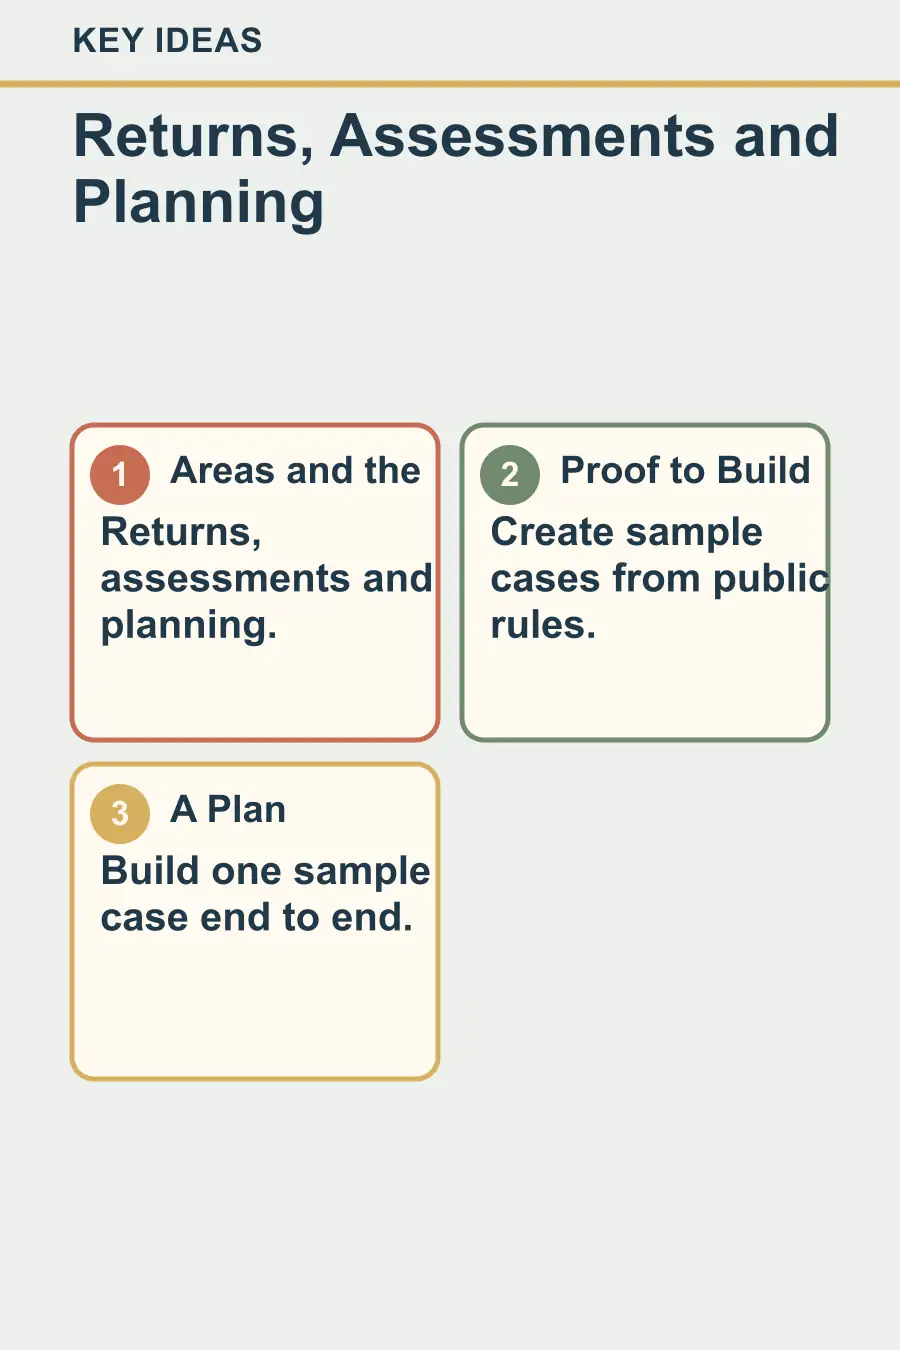 KEY IDEAS
Returns, Assessments and
Planning
1 Areas and the
Returns,
assessments and
planning.
2 Proof to Build
Create sample
cases from public
rules.
3 A Plan
Build one sample
case end to end.